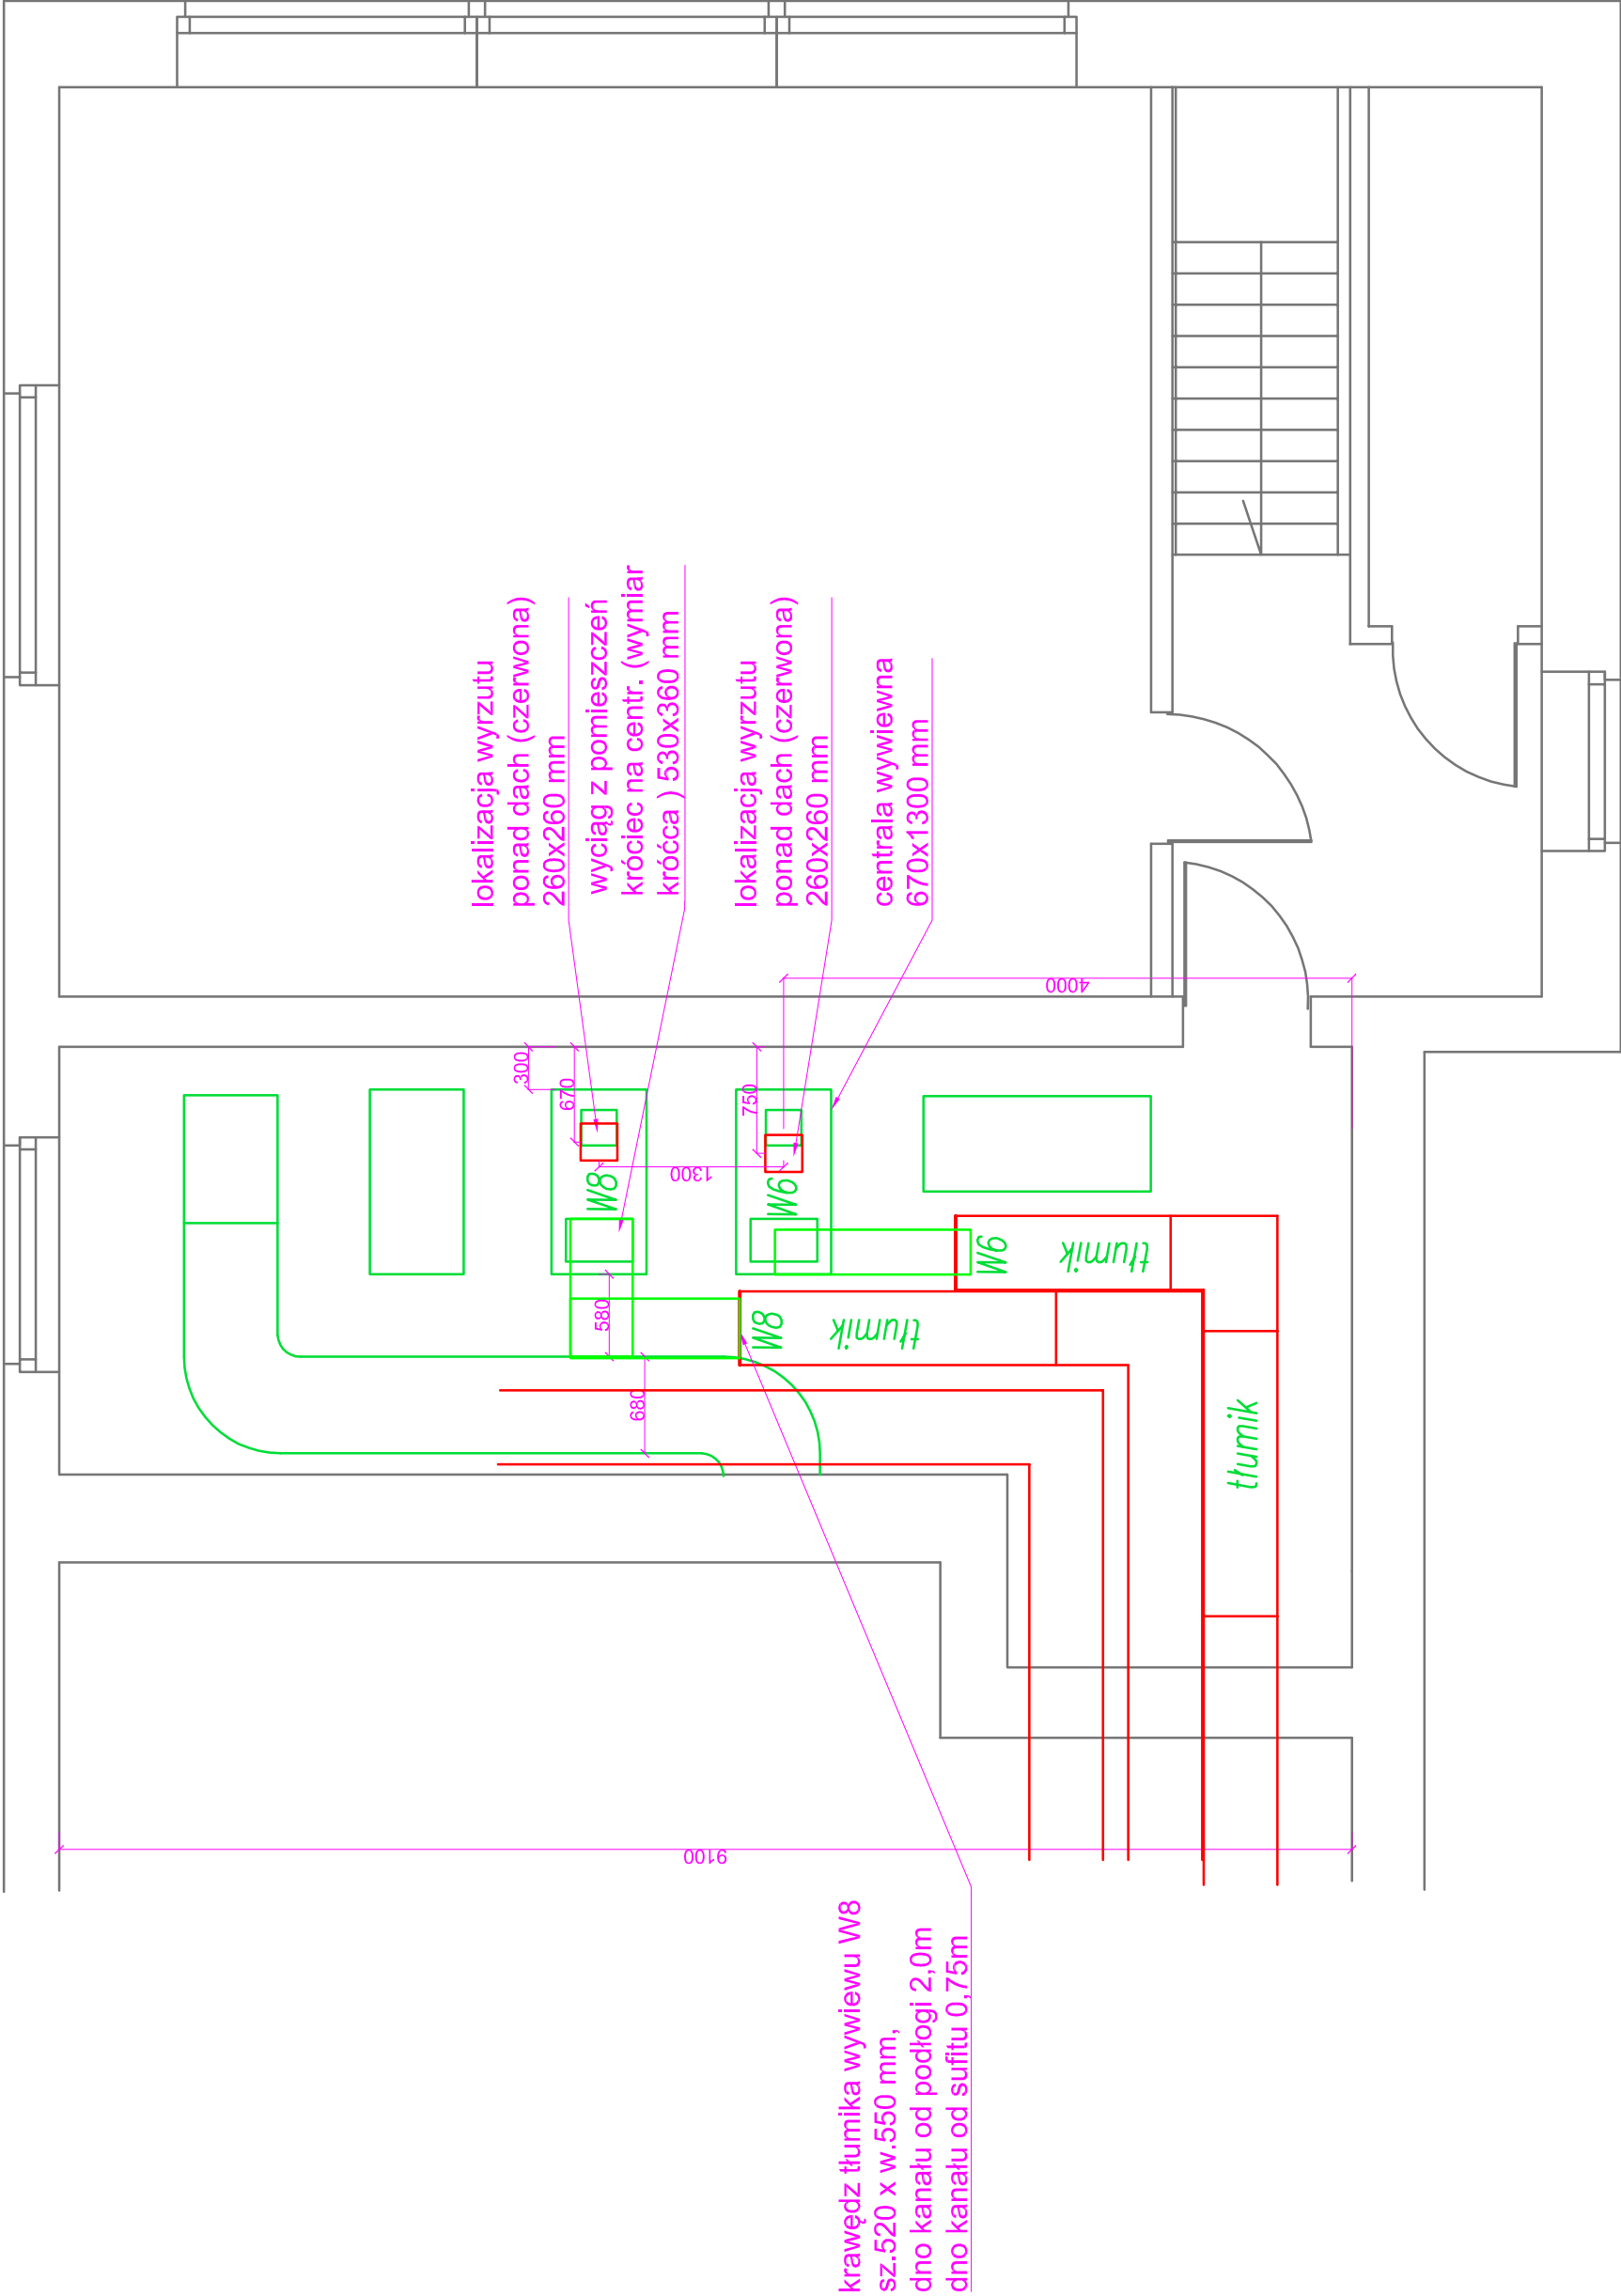 lokalizacja wyrzutu
ponad dach (czerwona)
260x260 mm
wyciąg z pomieszczeń
króciec na centr. (wymiar
króćca ) 530x360 mm
lokalizacja wyrzutu
ponad dach (czerwona)
260x260 mm
centrala wywiewna
670x1300 mm
4000
300
670
750
1300
W8
W6
W6
tłumik
580
W8
tłumik
680
tłumik
9100
krawędz tłumika wywiewu W8
sz.520 x w.550 mm,
dno kanału od podłogi 2,0m
dno kanału od sufitu 0,75m